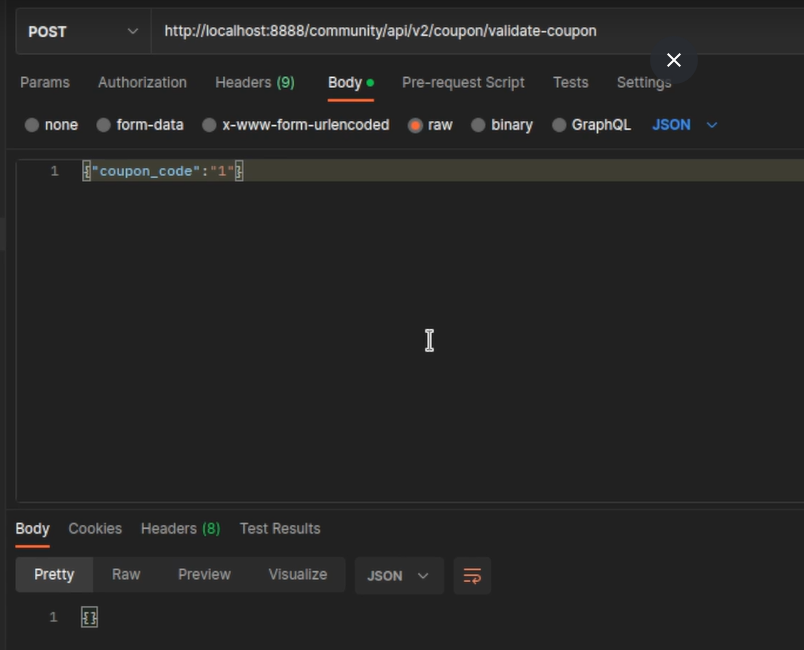 POST http://localhost:8888/community/api/v2/coupon/validate-coupon
Params Authorization Headers (9) Body Pre-request Script Tests Settings
none form-data x-www-form-urlencoded raw binary GraphQL JSON
1 {"coupon_code":"1"}
Body Cookies Headers (8) Test Results
Pretty Raw Preview Visualize JSON
1 {}